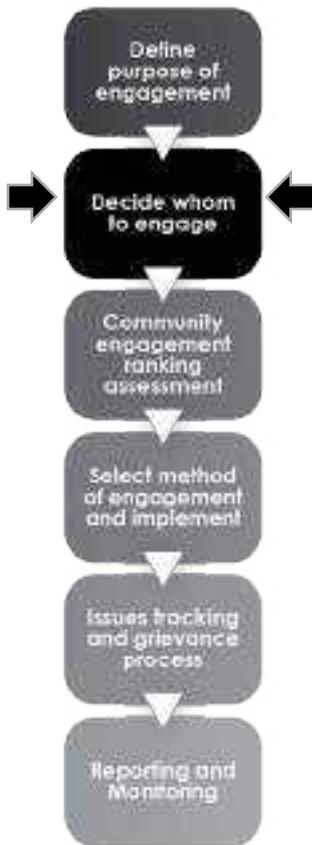 Define
purpose of
engagement
Decide whom
to engage
Community
engagement
ranking
assessment
Select method
of engagement
and implement
Issues tracking
and grievance
process
Reporting and
Monitoring